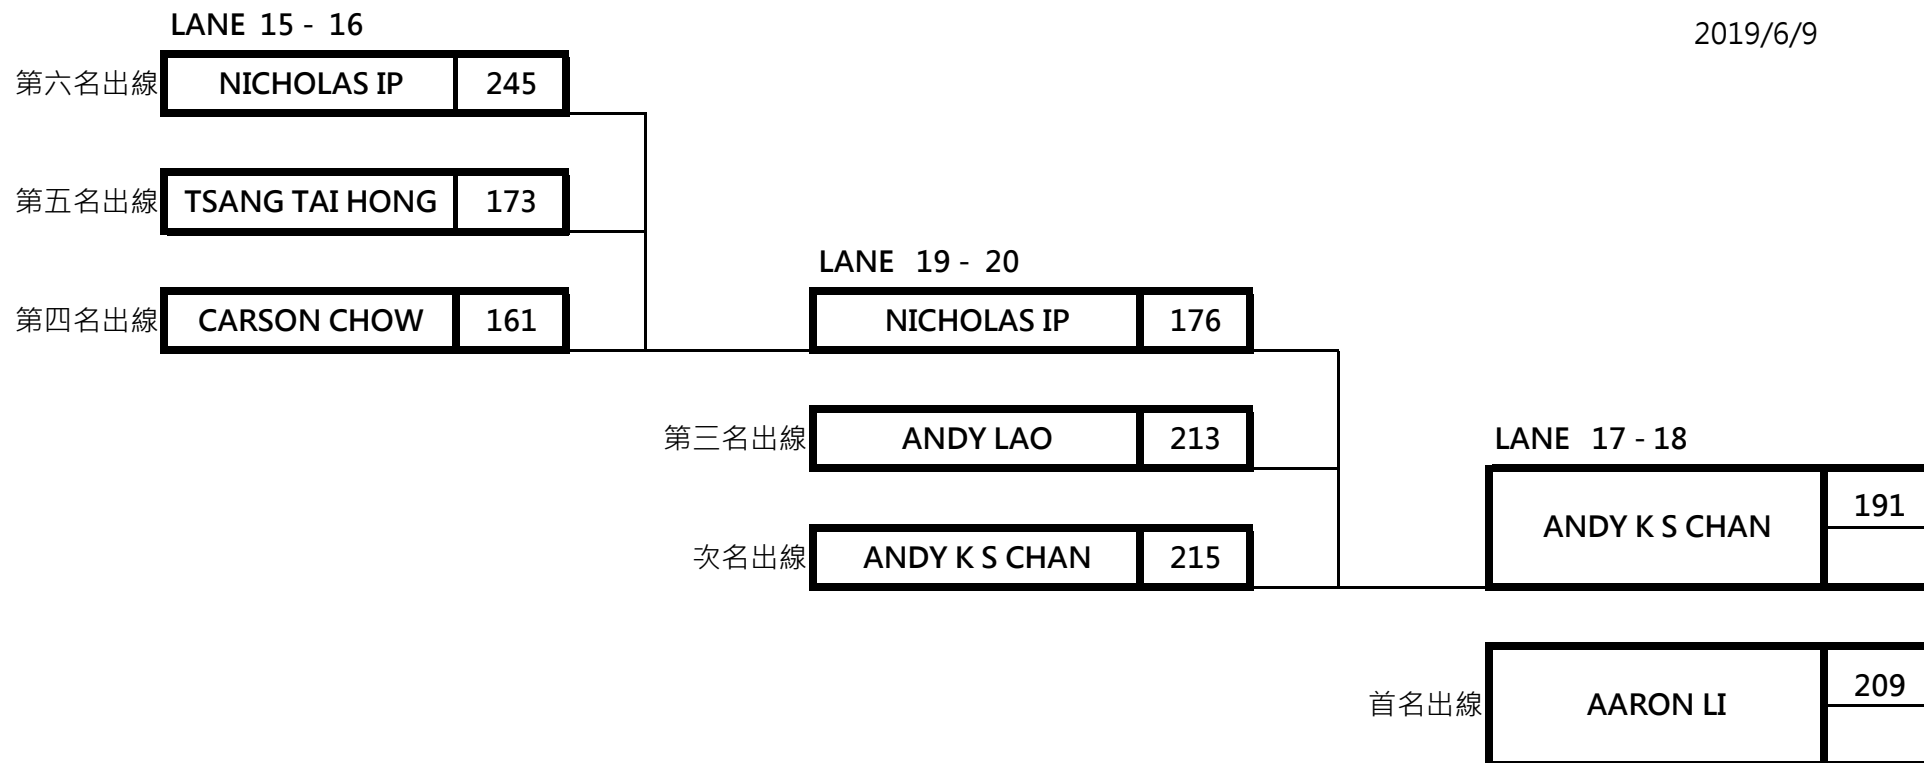 LANE 15 - 16
2019/6/9
第六名出線 NICHOLAS IP 245
第五名出線 TSANG TAI HONG 173
LANE 19 - 20
第四名出線 CARSON CHOW 161
NICHOLAS IP 176
第三名出線 ANDY LAO 213
LANE 17 - 18
ANDY K S CHAN 191
次名出線 ANDY K S CHAN 215
首名出線 AARON LI 209